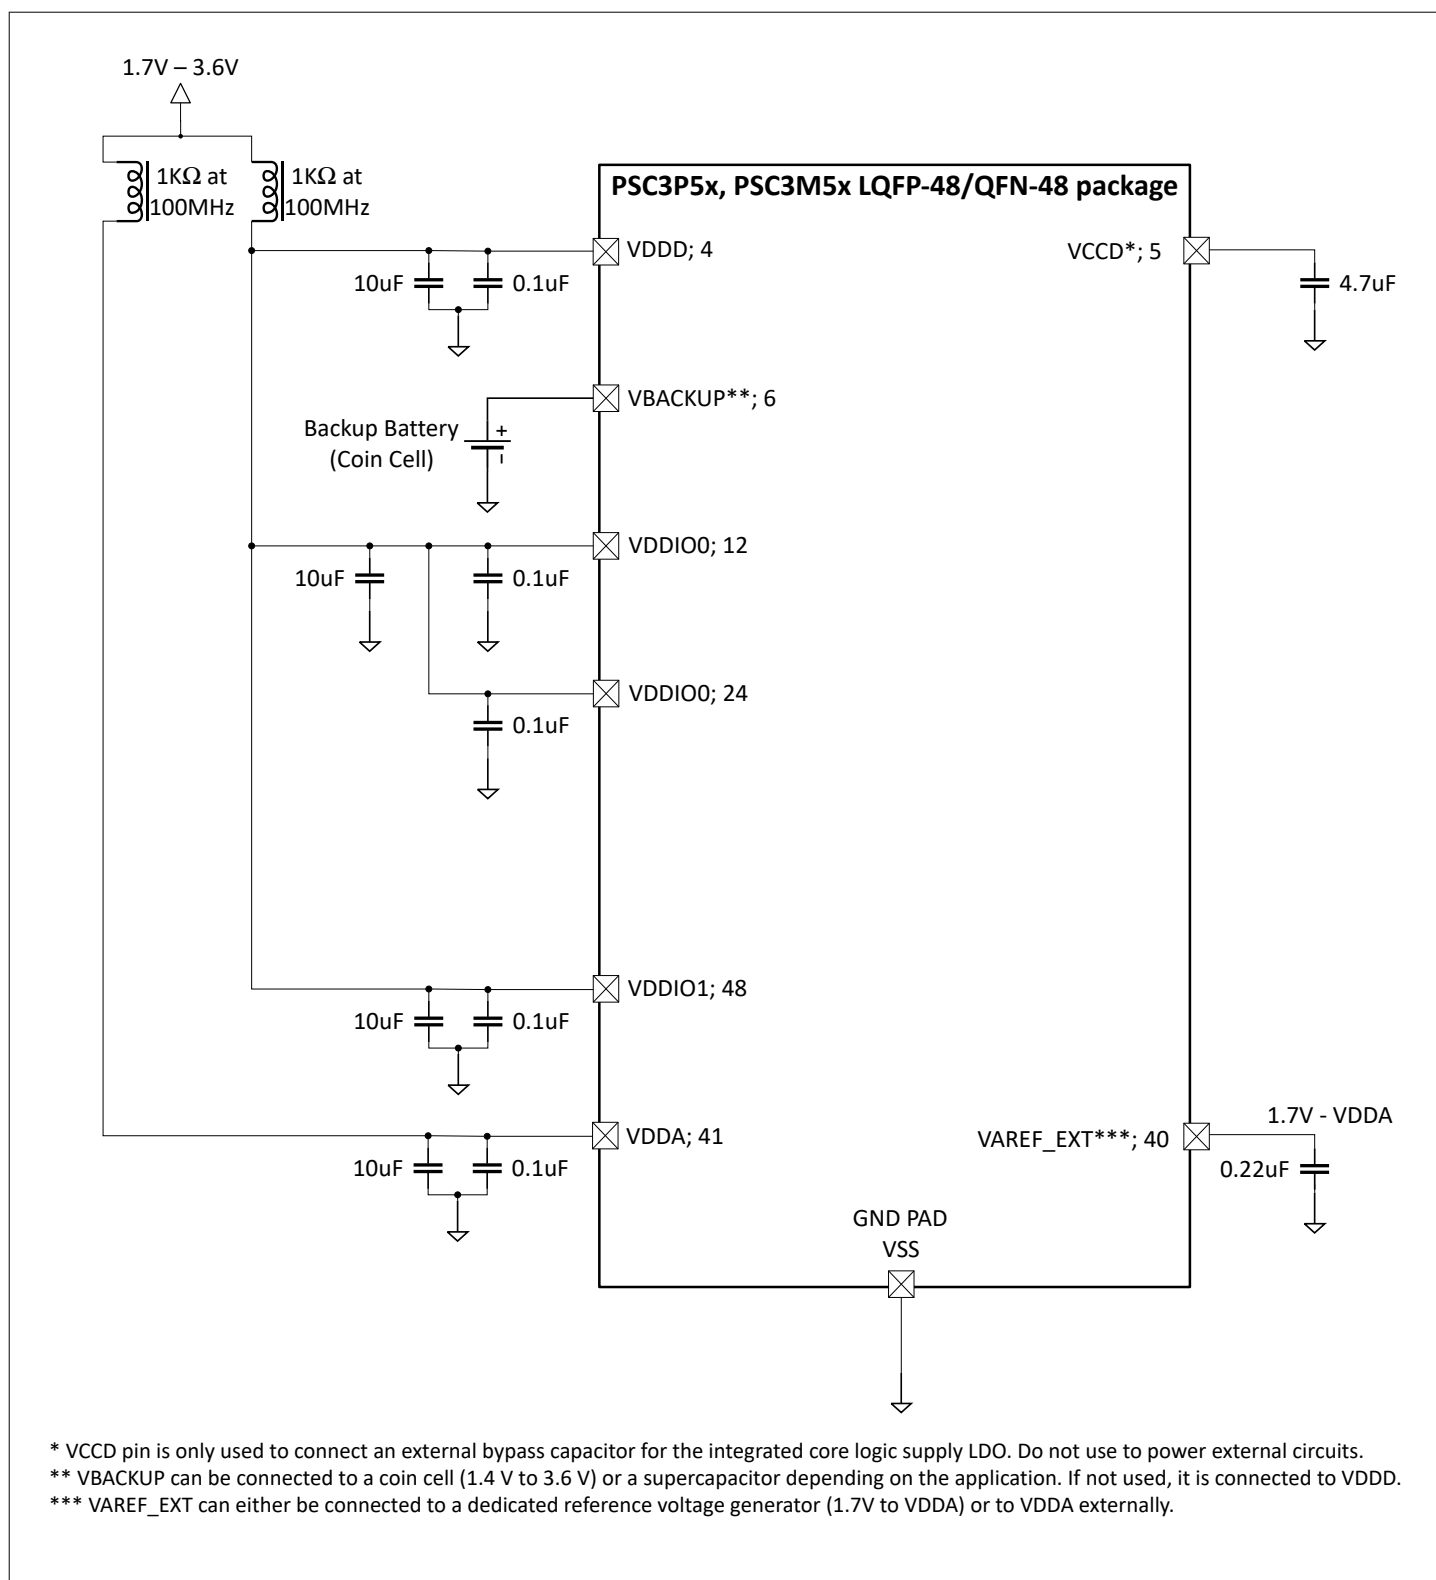 1.7V – 3.6V
1KΩ at
100MHz
1KΩ at
100MHz
PSC3P5x, PSC3M5x LQFP-48/QFN-48 package
VDDD; 4
VCCD*; 5
10uF
0.1uF
4.7uF
VBACKUP**; 6
Backup Battery
(Coin Cell)
+
-
VDDIO0; 12
10uF
0.1uF
VDDIO0; 24
0.1uF
VDDIO1; 48
10uF
0.1uF
1.7V - VDDA
VDDA; 41
VAREF_EXT***; 40
10uF
0.1uF
0.22uF
GND PAD
VSS
* VCCD pin is only used to connect an external bypass capacitor for the integrated core logic supply LDO. Do not use to power external circuits.
** VBACKUP can be connected to a coin cell (1.4 V to 3.6 V) or a supercapacitor depending on the application. If not used, it is connected to VDDD.
*** VAREF_EXT can either be connected to a dedicated reference voltage generator (1.7V to VDDA) or to VDDA externally.